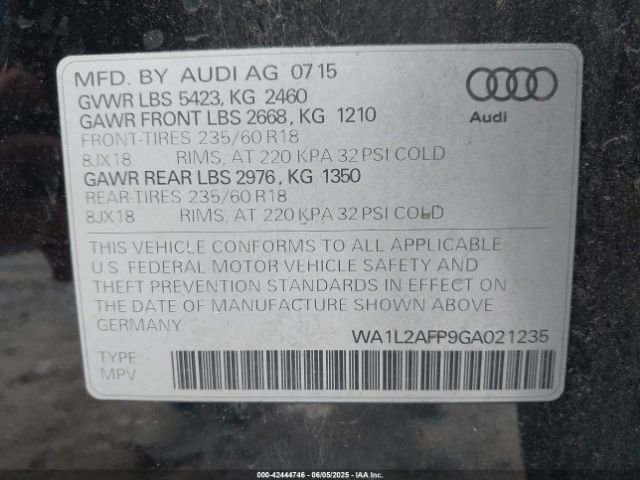 MFD. BY AUDI AG 07 15
GVWR LBS 5423, KG 2460
GAWR FRONT LBS 2668, KG 1210
FRONT-TIRES 235/60 R18
8JX18 RIMS, AT 220 KPA 32 PSI COLD
GAWR REAR LBS 2976, KG 1350
REAR-TIRES 235/60 R18
8JX18 RIMS, AT 220 KPA 32 PSI COLD
Audi
THIS VEHICLE CONFORMS TO ALL APPLICABLE
U.S. FEDERAL MOTOR VEHICLE SAFETY AND
THEFT PREVENTION STANDARDS IN EFFECT ON
THE DATE OF MANUFACTURE SHOWN ABOVE
GERMANY
WA1L2AFP9GA021235
TYPE:
MPV
000-42444746 06/05/2025 IAA